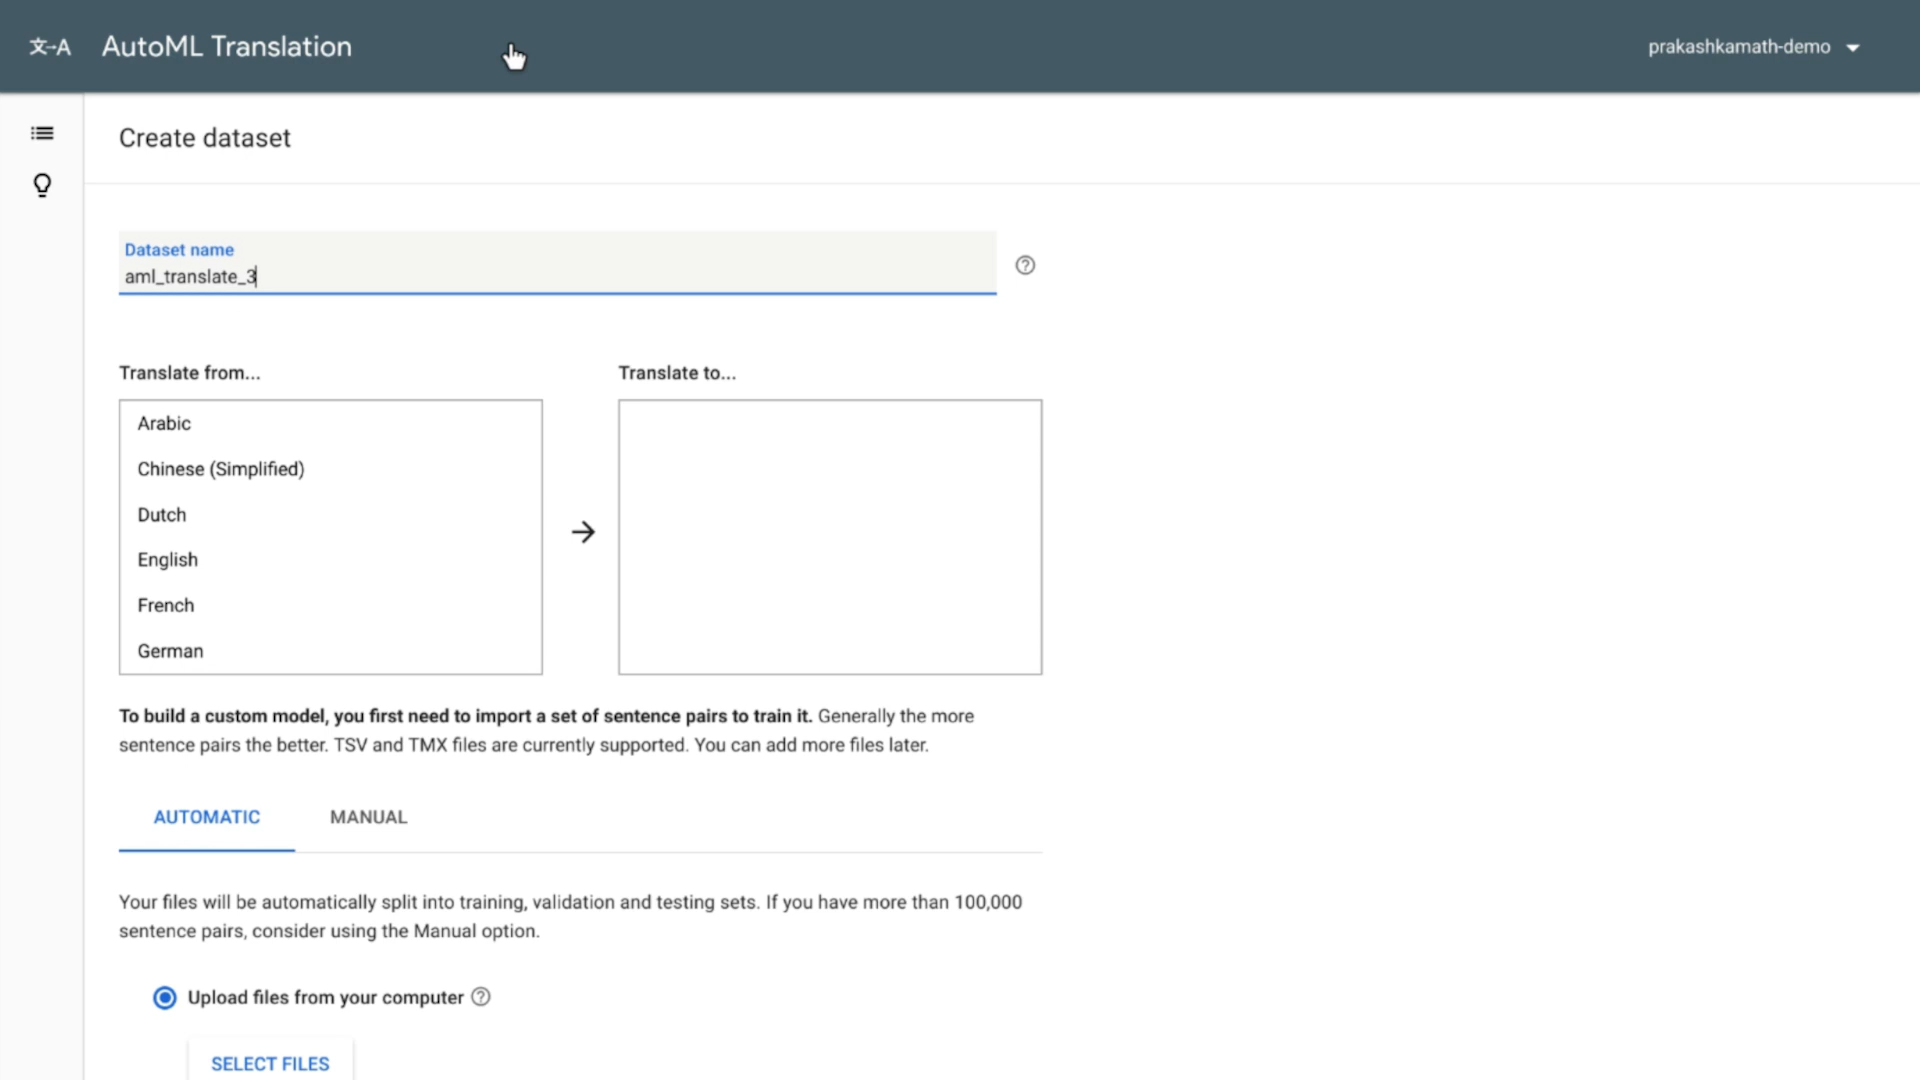 文-A AutoML Translation
prakashkamath-demo
Create dataset
Dataset name
aml_translate_3
Translate from...
Translate to...
Arabic
Chinese (Simplified)
Dutch
English
French
German
To build a custom model, you first need to import a set of sentence pairs to train it. Generally the more
sentence pairs the better. TSV and TMX files are currently supported. You can add more files later.
AUTOMATIC
MANUAL
Your files will be automatically split into training, validation and testing sets. If you have more than 100,000
sentence pairs, consider using the Manual option.
Upload files from your computer
SELECT FILES